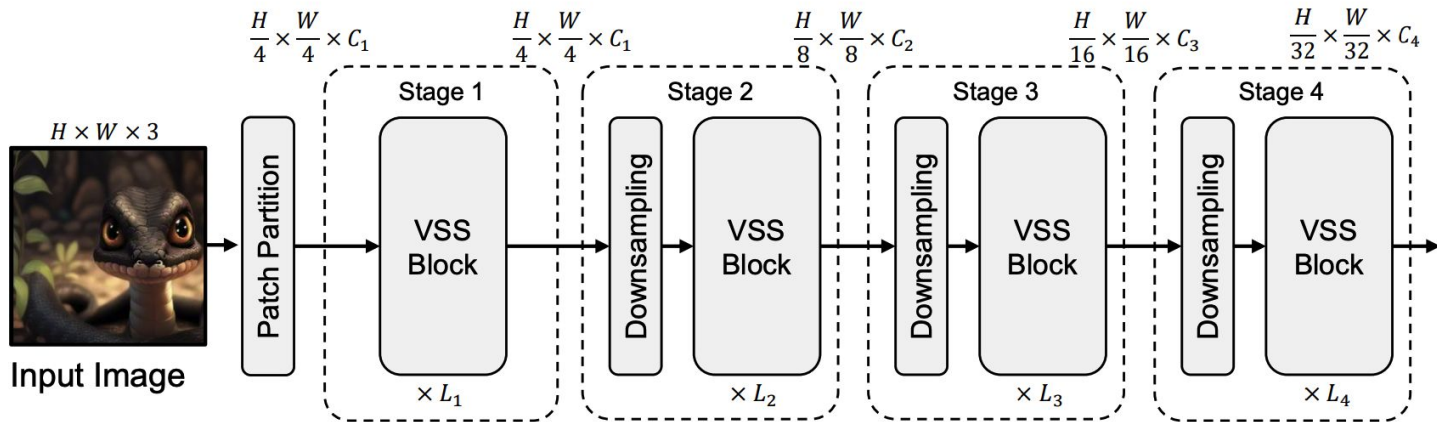 H/4 × W/4 × C₁
H/4 × W/4 × C₁
H/8 × W/8 × C₂
H/16 × W/16 × C₃
H/32 × W/32 × C₄
Stage 1
Stage 2
Stage 3
Stage 4
H × W × 3
Input Image
Patch Partition
VSS
Block
× L₁
Downsampling
VSS
Block
× L₂
Downsampling
VSS
Block
× L₃
Downsampling
VSS
Block
× L₄